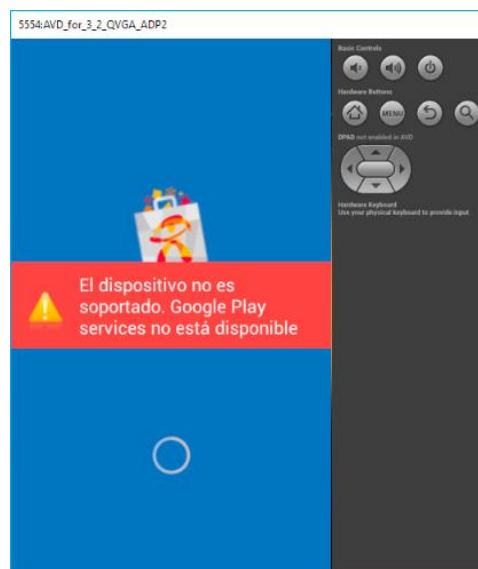 5554:AVD_for_3_2_QVGA_ADP2
Basic Controls
Hardware Buttons
MENU
DPAD not enabled in AVD
Hardware Keyboard
Use your physical keyboard to provide input
El dispositivo no es
soportado. Google Play
services no está disponible